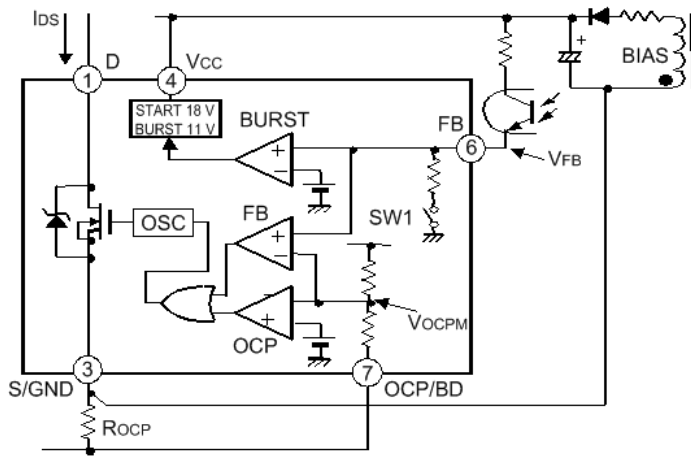 IDS
1
D
4
VCC
START 18 V
BURST 11 V
BURST
+
−
FB
6
VFB
+
BIAS
OSC
FB
+
−
SW1
−
+
OCP
VOCPM
3
S/GND
7
OCP/BD
ROCP